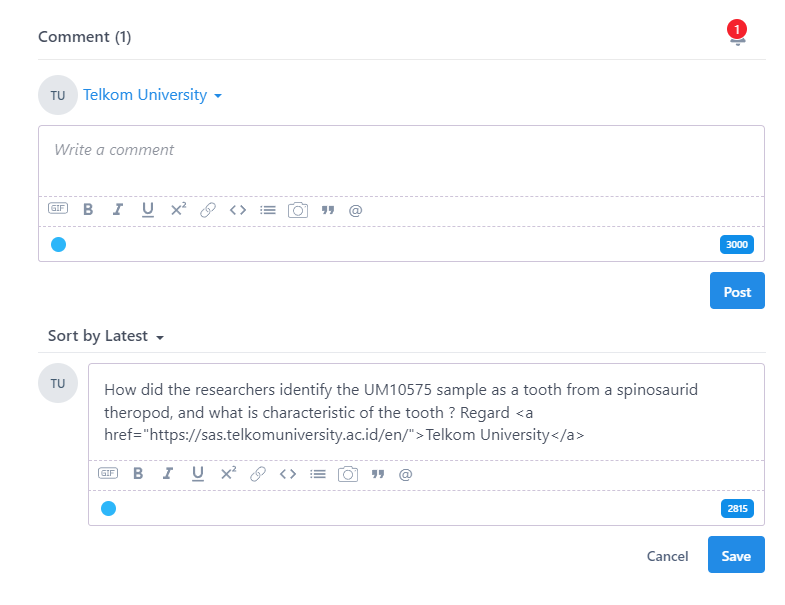 Comment (1)
1
TU
Telkom University
Write a comment
GIF B I U X² <> @
3000
Post
Sort by Latest
TU
How did the researchers identify the UM10575 sample as a tooth from a spinosaurid
theropod, and what is characteristic of the tooth ? Regard <a
href="https://sas.telkomuniversity.ac.id/en/">Telkom University</a>
GIF B I U X² <> @
2815
Cancel
Save